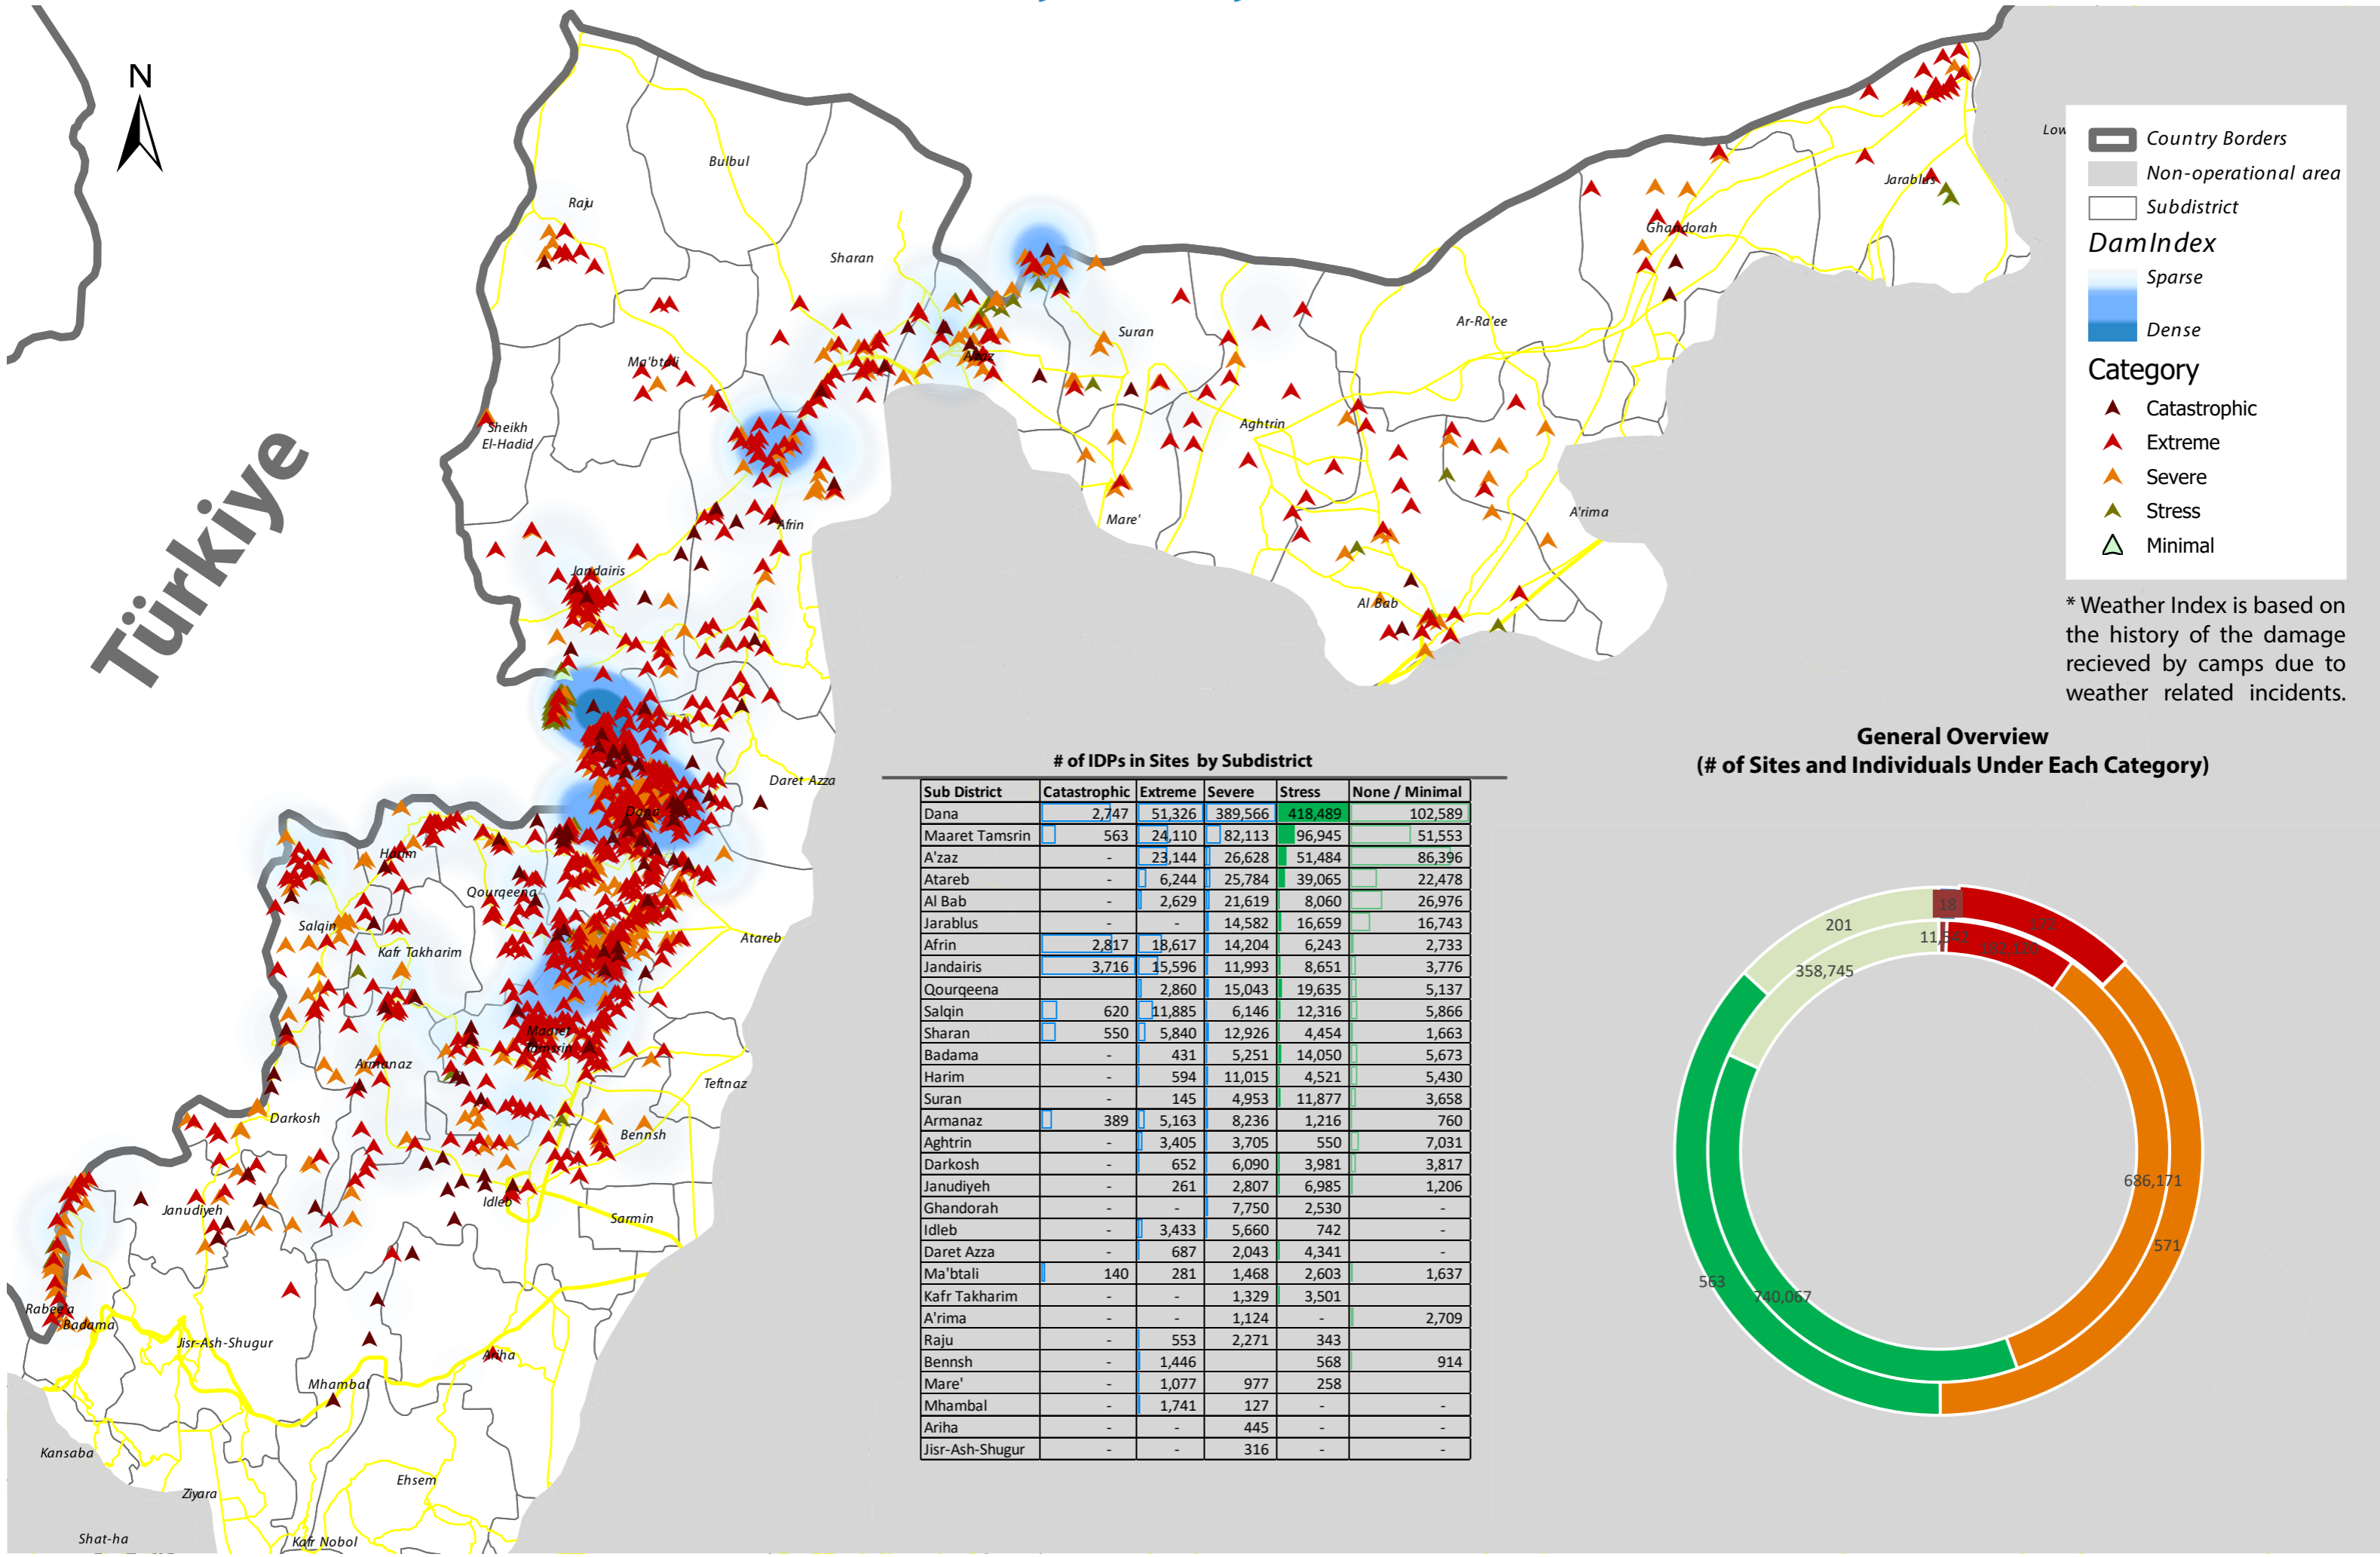 N
Türkiye
Bulbul
Raju
Sharan
Ma'btali
Sheikh
El-Hadid
Suran
Ar-Ra'ee
Ghandorah
Jarablus
Low
Aghtrin
Mare'
A'rima
Afrin
Jandairis
Al Bab
Daret Azza
Dana
Harim
Qourqeena
Salqin
Kafr Takharim
Atareb
Maaret
Tamsrin
Armanaz
Teftnaz
Darkosh
Bennsh
Janudiyeh
Idleb
Sarmin
Rabee'a
Badama
Jisr-Ash-Shugur
Ariha
Mhambal
Kansaba
Ehsem
Ziyara
Shat-ha
Kafr Nobol
Country Borders
Non-operational area
Subdistrict
DamIndex
Sparse
Dense
Category
Catastrophic
Extreme
Severe
Stress
Minimal
* Weather Index is based on
the history of the damage
recieved by camps due to
weather related incidents.
# of IDPs in Sites by Subdistrict
Sub District Catastrophic Extreme Severe Stress None / Minimal
Dana 2,747 51,326 389,566 418,489 102,589
Maaret Tamsrin 563 24,110 82,113 96,945 51,553
A'zaz - 23,144 26,628 51,484 86,396
Atareb - 6,244 25,784 39,065 22,478
Al Bab - 2,629 21,619 8,060 26,976
Jarablus - - 14,582 16,659 16,743
Afrin 2,817 18,617 14,204 6,243 2,733
Jandairis 3,716 15,596 11,993 8,651 3,776
Qourqeena 2,860 15,043 19,635 5,137
Salqin 620 11,885 6,146 12,316 5,866
Sharan 550 5,840 12,926 4,454 1,663
Badama - 431 5,251 14,050 5,673
Harim - 594 11,015 4,521 5,430
Suran - 145 4,953 11,877 3,658
Armanaz 389 5,163 8,236 1,216 760
Aghtrin - 3,405 3,705 550 7,031
Darkosh - 652 6,090 3,981 3,817
Janudiyeh - 261 2,807 6,985 1,206
Ghandorah - - 7,750 2,530 -
Idleb - 3,433 5,660 742 -
Daret Azza - 687 2,043 4,341 -
Ma'btali 140 281 1,468 2,603 1,637
Kafr Takharim - - 1,329 3,501
A'rima - - 1,124 - 2,709
Raju - 553 2,271 343
Bennsh - 1,446 568 914
Mare' - 1,077 977 258
Mhambal - 1,741 127 - -
Ariha - - 445 - -
Jisr-Ash-Shugur - - 316 - -
General Overview
(# of Sites and Individuals Under Each Category)
18
172
201
11,542
358,745
686,171
571
563
740,067